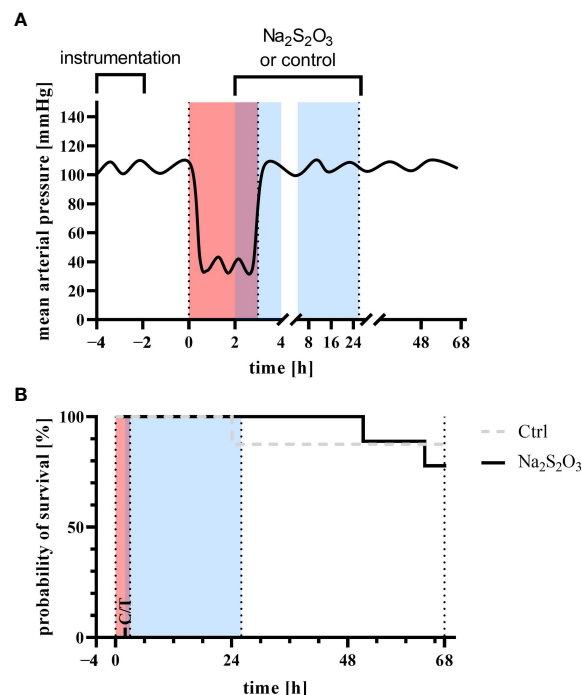 A
instrumentation
Na₂S₂O₃
or control
mean arterial pressure [mmHg]
140
120
100
80
60
40
20
0
−4 −2 0 2 4 8 16 24 48 68
time [h]
B
probability of survival [%]
100
50
0
C/T
−4 0 24 48 68
time [h]
Ctrl
Na₂S₂O₃